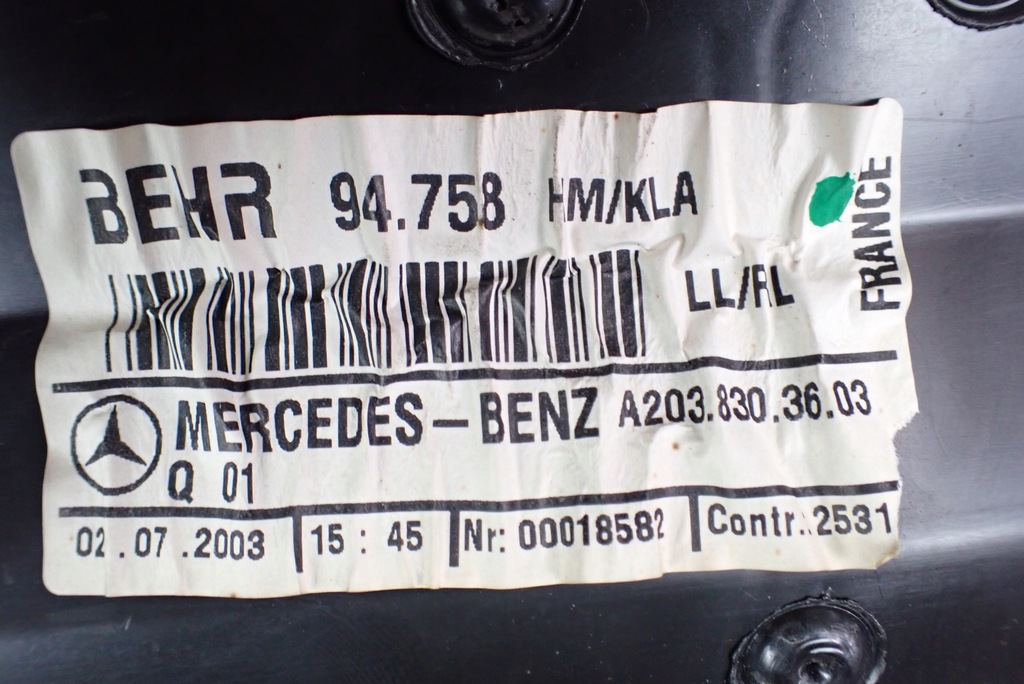 BEHR 94.758 HM/KLA
FRANCE
LL/RL
MERCEDES-BENZ A203.830.36.03
Q 01
02.07.2003 15:45 Nr: 00018582 Contr.:2531